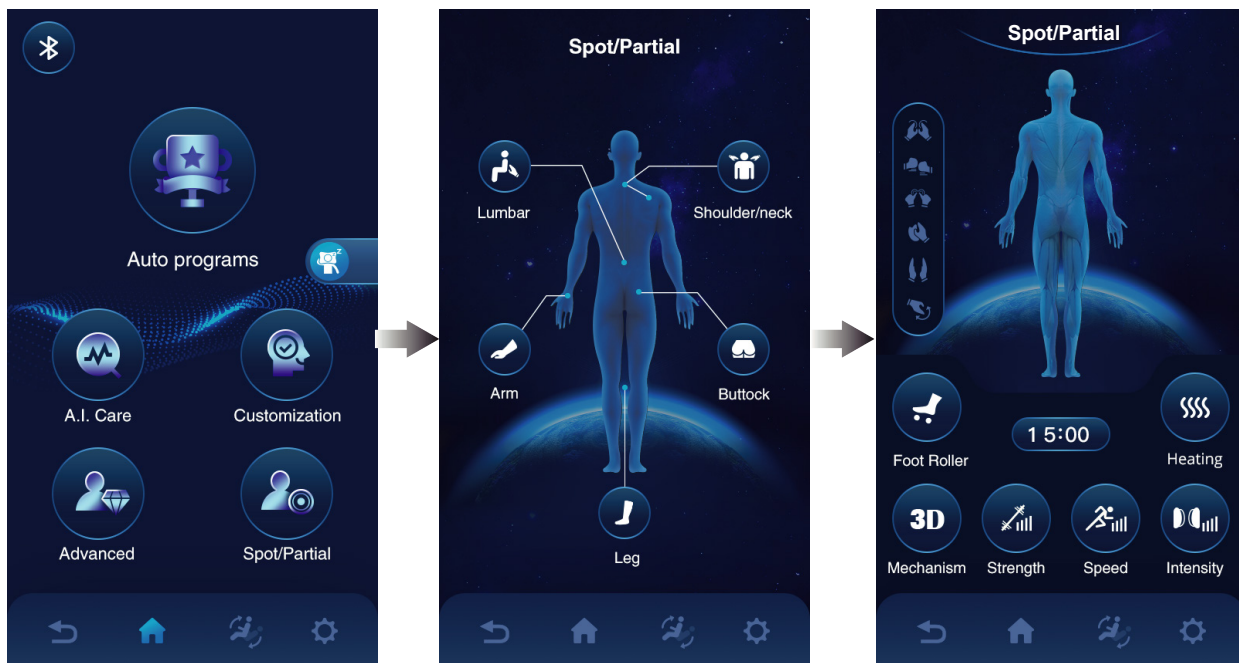 Auto programs
A.I. Care
Customization
Advanced
Spot/Partial
Spot/Partial
Lumbar
Shoulder/neck
Arm
Buttock
Leg
Spot/Partial
Foot Roller
15:00
Heating
3D
Mechanism
Strength
Speed
Intensity